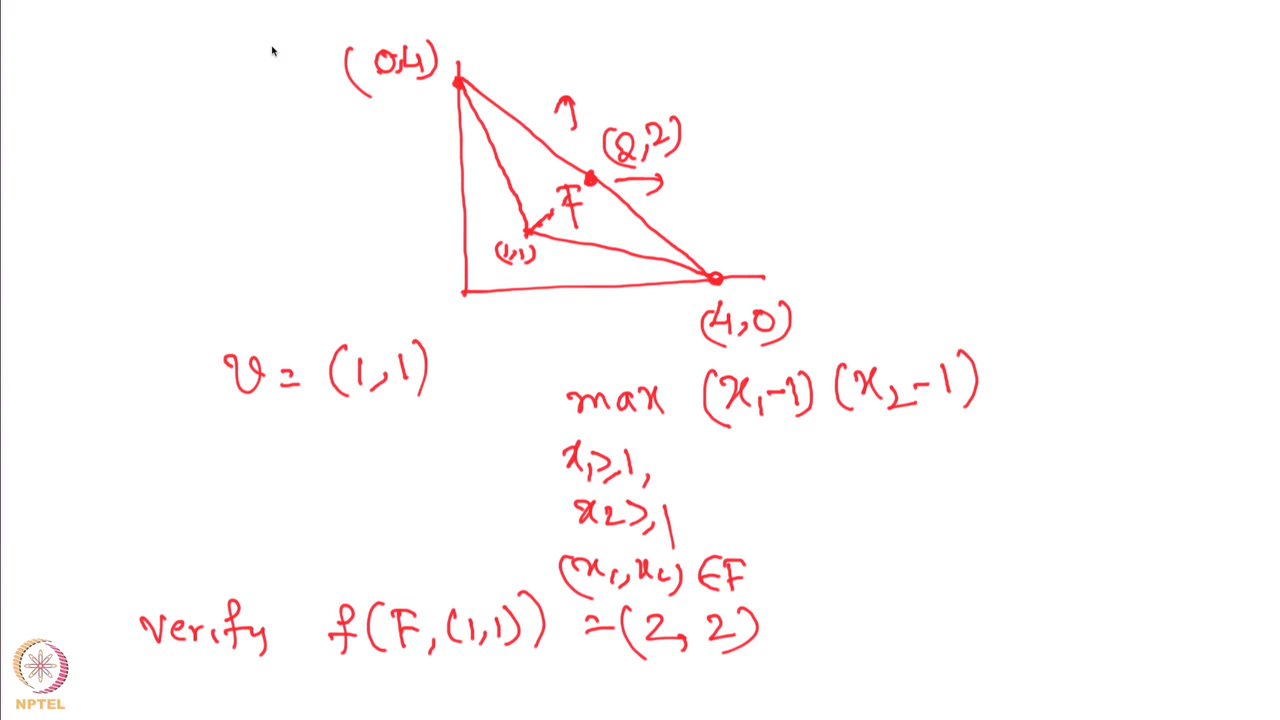 (0,4)
(2,2)
F
(1,1)
(4,0)
v = (1,1)
max (x₁-1) (x₂-1)
x₁≥1,
x₂≥1
(x₁,x₂) ∈F
verify f(F,(1,1)) = (2,2)
NPTEL